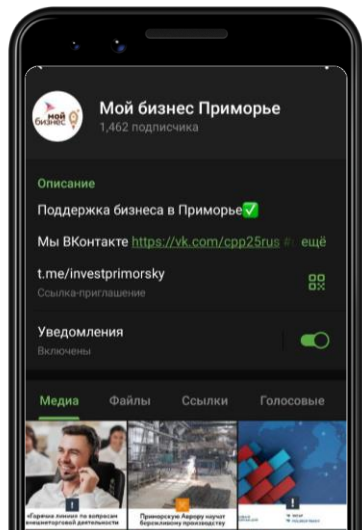 мой
бизнес
Мой бизнес Приморье
1,462 подписчика
Описание
Поддержка бизнеса в Приморье✅
Мы ВКонтакте https://vk.com/cpp25rus ещё
t.me/investprimorsky
Ссылка-приглашение
Уведомления
Включены
Медиа Файлы Ссылки Голосовые
«Горячие линии» по вопросам
внешнеторговой деятельности
Приморскую Аврору научат
бережливому производству